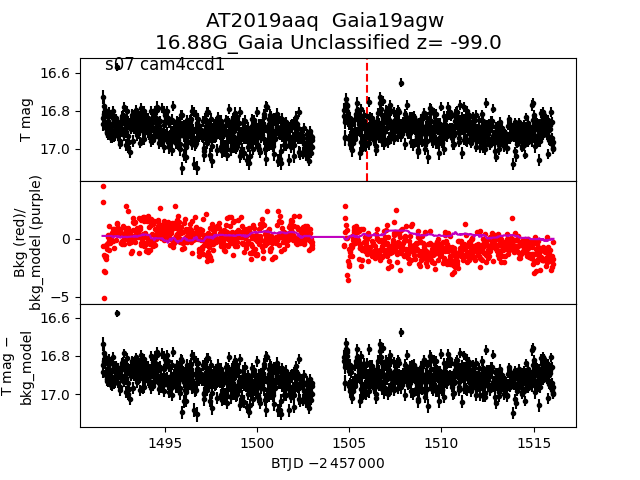 AT2019aaq  Gaia19agw
16.88G_Gaia Unclassified z= -99.0
s07 cam4ccd1
16.6
16.8
17.0
T mag
0
−5
Bkg (red)/
bkg_model (purple)
16.6
16.8
17.0
T mag −
bkg_model
1495
1500
1505
1510
1515
BTJD −2 457 000